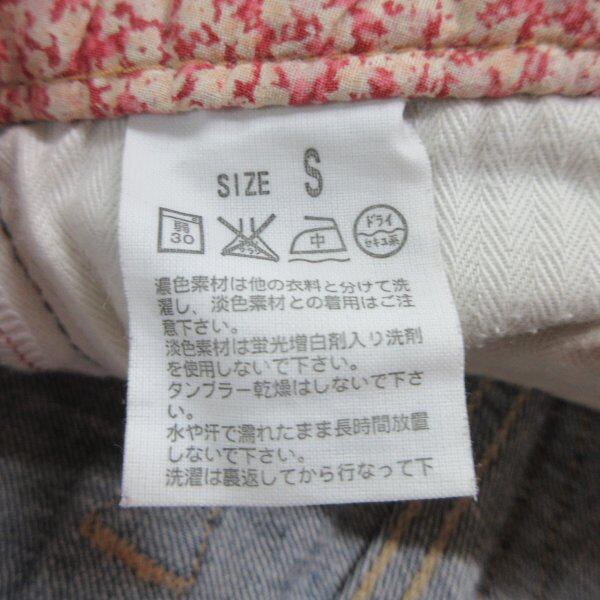 SIZE S
弱 30 エンソサラシ 中 ドライ セキユ系
濃色素材は他の衣料と分けて洗
濯し、淡色素材との着用はご注
意下さい。
淡色素材は蛍光増白剤入り洗剤
を使用しないで下さい。
タンブラー乾燥はしないで下さ
い。
水や汗で濡れたまま長時間放置
しないで下さい。
洗濯は裏返してから行なって下